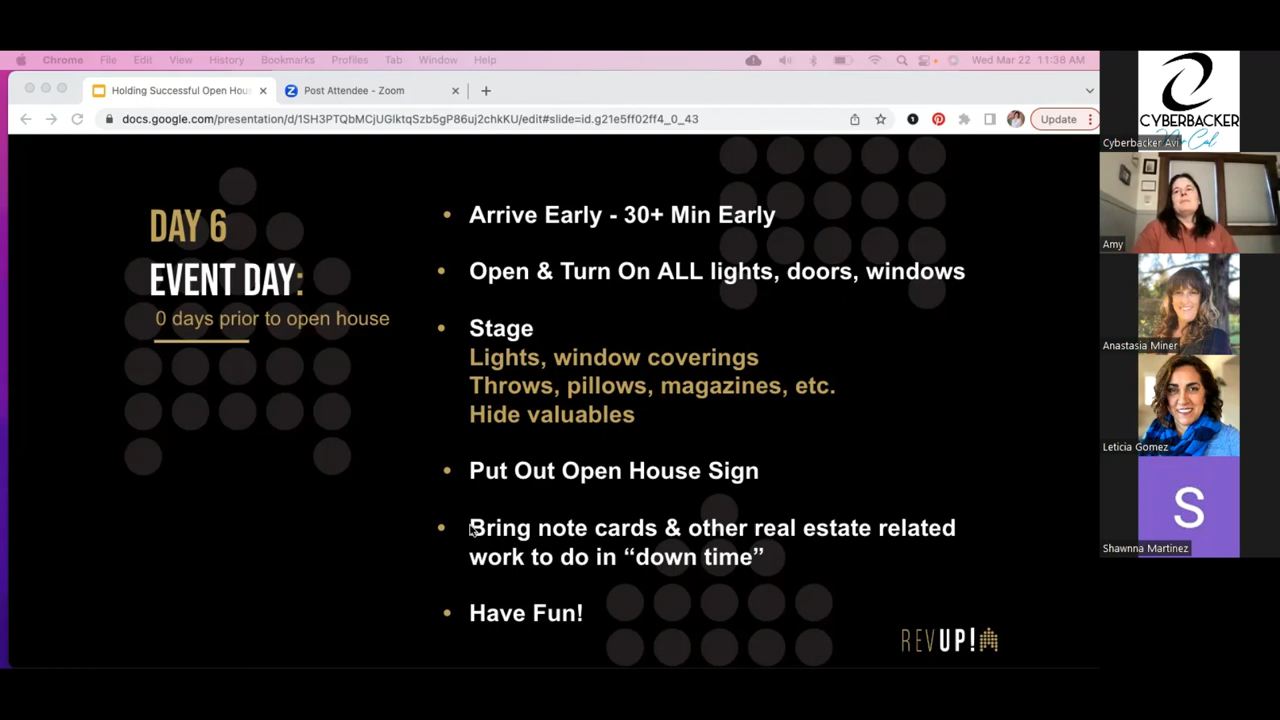 Chrome File Edit View History Bookmarks Profiles Tab Window Help Wed Mar 22 11:38 AM
Holding Successful Open Hou Post Attendee - Zoom
docs.google.com/presentation/d/1SH3PTQbMCjUGlktqSzb5gP86uj2chkKU/edit#slide=id.g21e5ff02ff4_0_43 Update
DAY 6
EVENT DAY:
0 days prior to open house
• Arrive Early - 30+ Min Early
• Open & Turn On ALL lights, doors, windows
• Stage
Lights, window coverings
Throws, pillows, magazines, etc.
Hide valuables
• Put Out Open House Sign
• Bring note cards & other real estate related
work to do in “down time”
• Have Fun!
REVUP!
CYBERBACKER
Nor Cal
Cyberbacker Avi
Amy
Anastasia Miner
Leticia Gomez
S
Shawnna Martinez